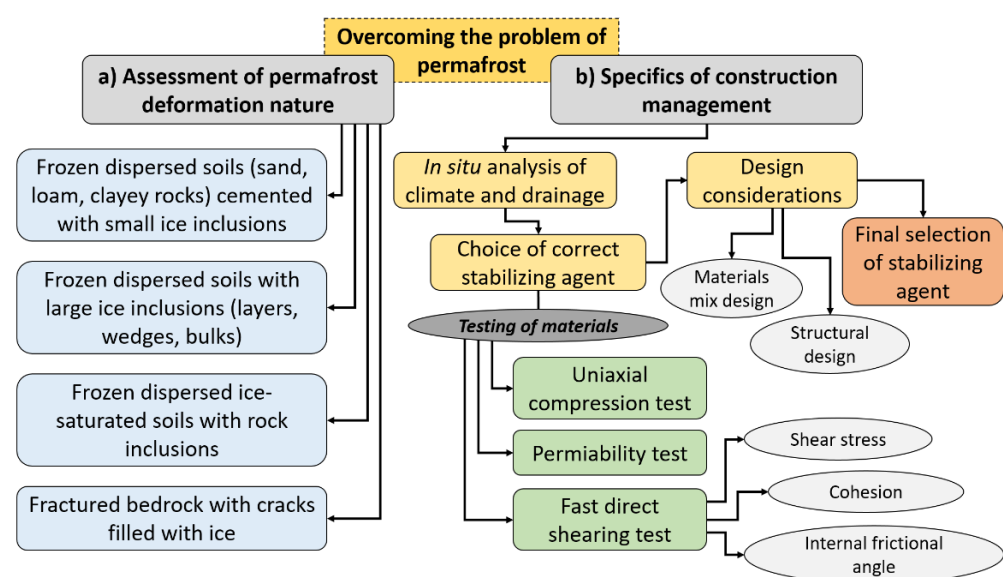 Overcoming the problem of
permafrost
a) Assessment of permafrost
deformation nature
b) Specifics of construction
management
Frozen dispersed soils (sand,
loam, clayey rocks) cemented
with small ice inclusions
Frozen dispersed soils with
large ice inclusions (layers,
wedges, bulks)
Frozen dispersed ice-
saturated soils with rock
inclusions
Fractured bedrock with cracks
filled with ice
In situ analysis of
climate and drainage
Choice of correct
stabilizing agent
Testing of materials
Design
considerations
Materials
mix design
Structural
design
Final selection
of stabilizing
agent
Uniaxial
compression test
Permiability test
Fast direct
shearing test
Shear stress
Cohesion
Internal frictional
angle